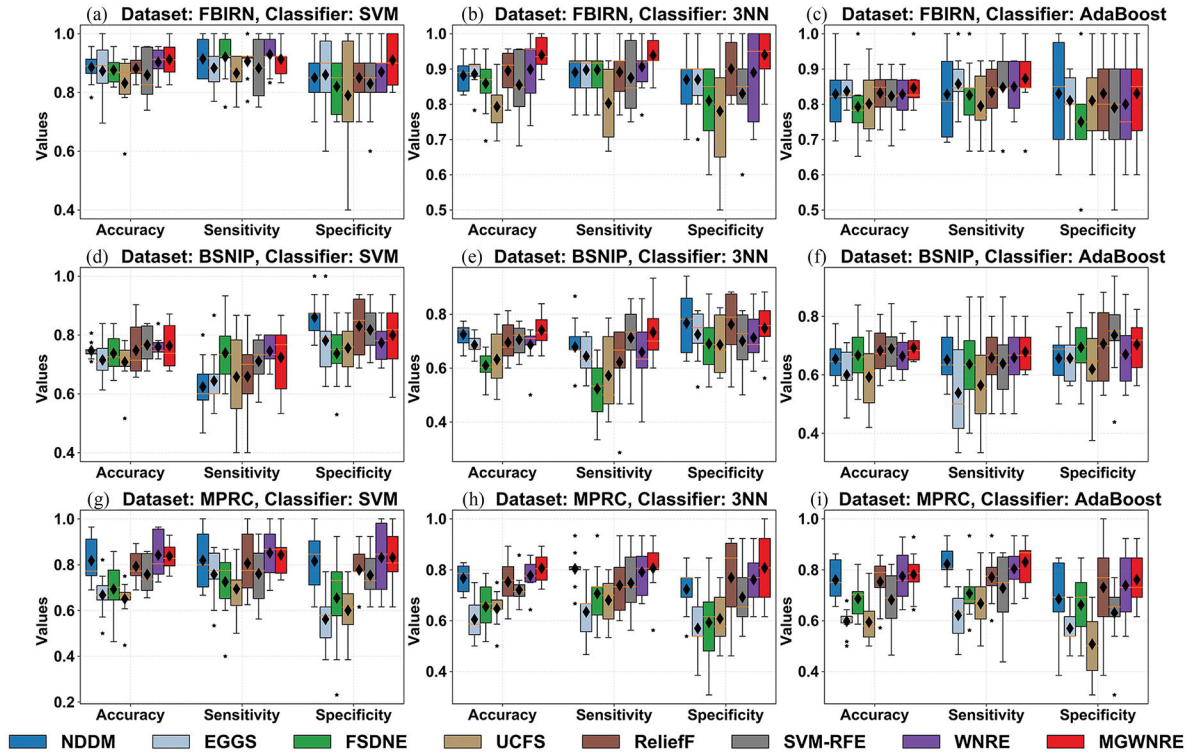 (a) Dataset: FBIRN, Classifier: SVM
Values
1.0
0.8
0.6
0.4
Accuracy Sensitivity Specificity
(b) Dataset: FBIRN, Classifier: 3NN
Values
1.0
0.9
0.8
0.7
0.6
0.5
Accuracy Sensitivity Specificity
(c) Dataset: FBIRN, Classifier: AdaBoost
Values
1.0
0.9
0.8
0.7
0.6
0.5
Accuracy Sensitivity Specificity
(d) Dataset: BSNIP, Classifier: SVM
Values
1.0
0.8
0.6
0.4
Accuracy Sensitivity Specificity
(e) Dataset: BSNIP, Classifier: 3NN
Values
0.8
0.6
0.4
Accuracy Sensitivity Specificity
(f) Dataset: BSNIP, Classifier: AdaBoost
Values
0.8
0.6
0.4
Accuracy Sensitivity Specificity
(g) Dataset: MPRC, Classifier: SVM
Values
1.0
0.8
0.6
0.4
0.2
Accuracy Sensitivity Specificity
(h) Dataset: MPRC, Classifier: 3NN
Values
1.0
0.8
0.6
0.4
Accuracy Sensitivity Specificity
(i) Dataset: MPRC, Classifier: AdaBoost
Values
1.0
0.8
0.6
0.4
Accuracy Sensitivity Specificity
NDDM EGGS FSDNE UCFS ReliefF SVM-RFE WNRE MGWNRE